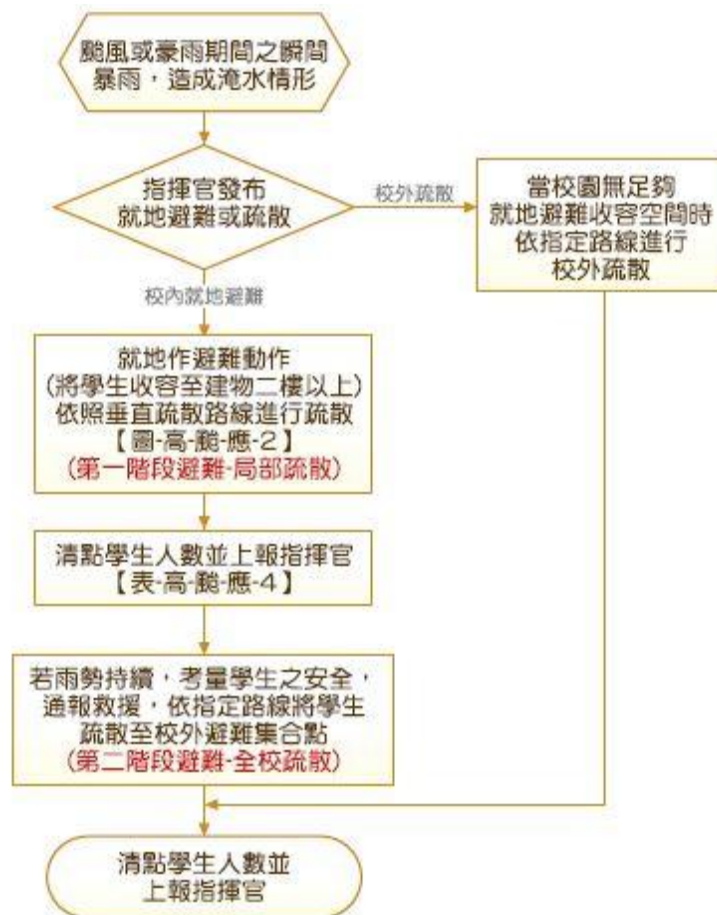 颱風或豪雨期間之瞬間
暴雨，造成淹水情形
指揮官發布
就地避難或疏散
校外疏散
當校園無足夠
就地避難收容空間時
依指定路線進行
校外疏散
校內就地避難
就地作避難動作
(將學生收容至建物二樓以上)
依照垂直疏散路線進行疏散
【圖-高-颱-應-2】
(第一階段避難-局部疏散)
清點學生人數並上報指揮官
【表-高-颱-應-4】
若雨勢持續，考量學生之安全，
通報救援，依指定路線將學生
疏散至校外避難集合點
(第二階段避難-全校疏散)
清點學生人數並
上報指揮官